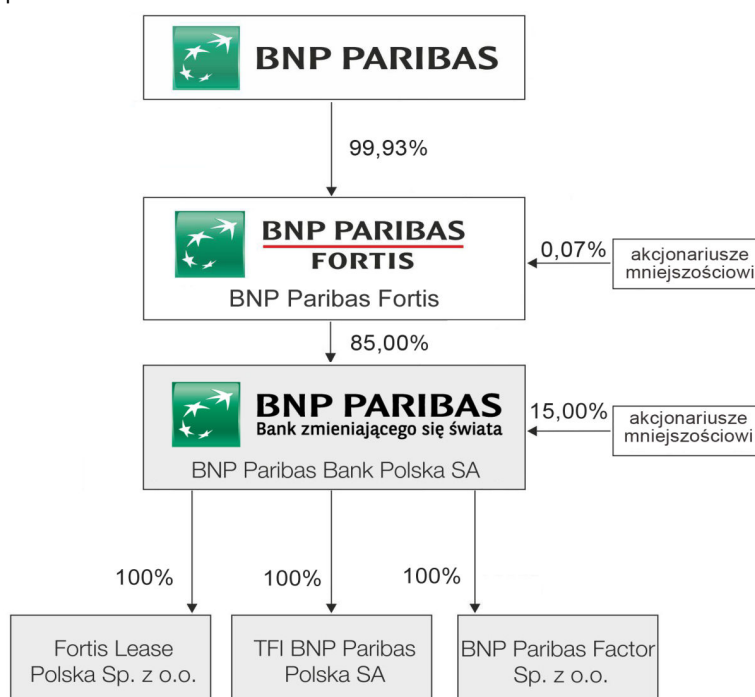 BNP PARIBAS
99,93%
BNP PARIBAS
FORTIS
BNP Paribas Fortis
0,07%
akcjonariusze
mniejszościowi
85,00%
BNP PARIBAS
Bank zmieniającego się świata
BNP Paribas Bank Polska SA
15,00%
akcjonariusze
mniejszościowi
100%
100%
100%
Fortis Lease
Polska Sp. z o.o.
TFI BNP Paribas
Polska SA
BNP Paribas Factor
Sp. z o.o.